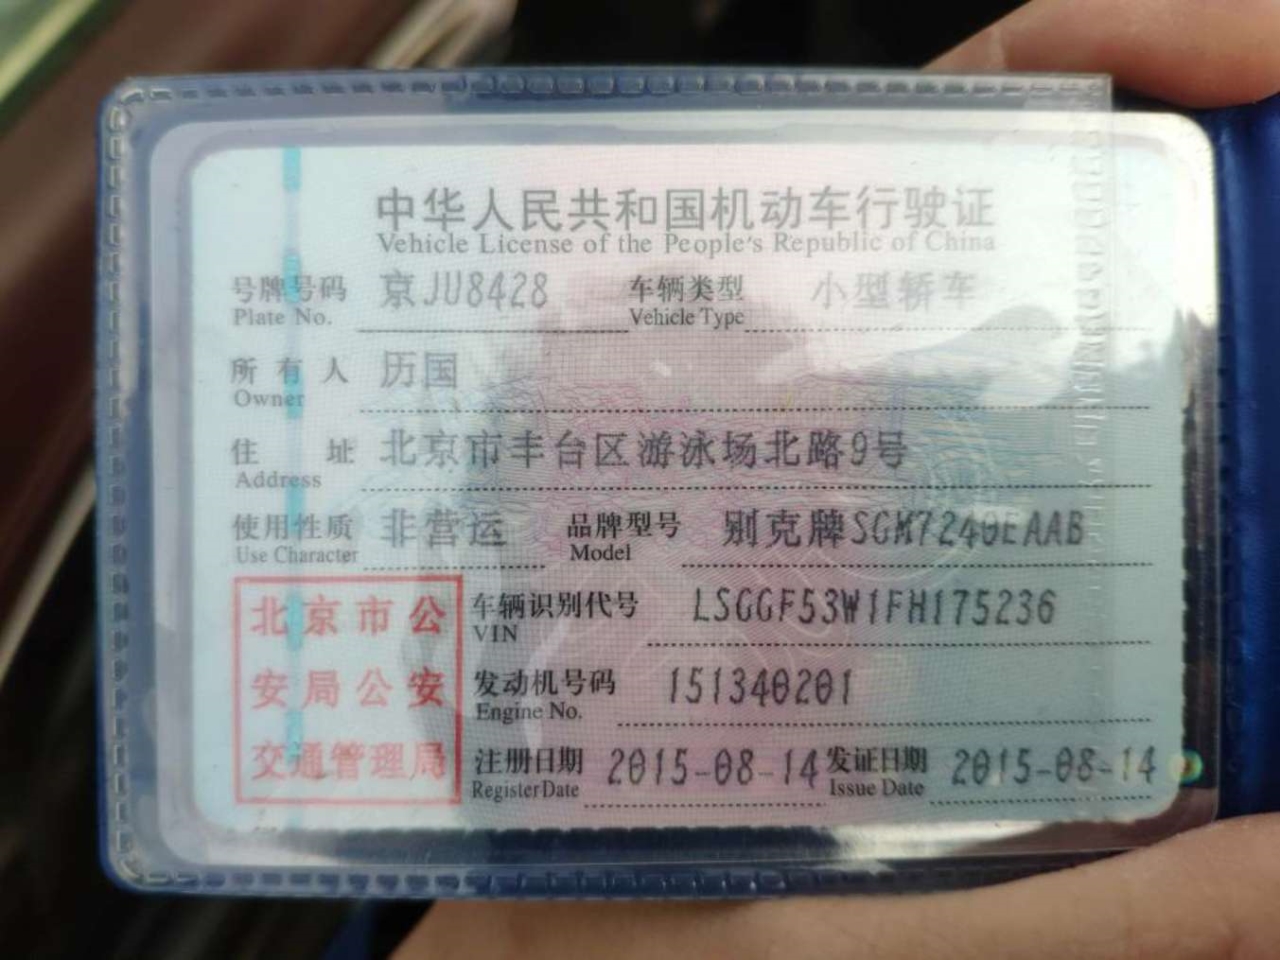 中华人民共和国机动车行驶证
Vehicle License of the People's Republic of China
号牌号码 京JU8428 车辆类型 小型轿车
Plate No. Vehicle Type
所有人 历国
Owner
住址 北京市丰台区游泳场北路9号
Address
使用性质 非营运 品牌型号 别克牌SGM7240EAAB
Use Character Model
北京市公
安局公安
交通管理局
车辆识别代号 LSGGF53W1FH175236
VIN
发动机号码 151340201
Engine No.
注册日期 2015-08-14 发证日期 2015-08-14
Register Date Issue Date